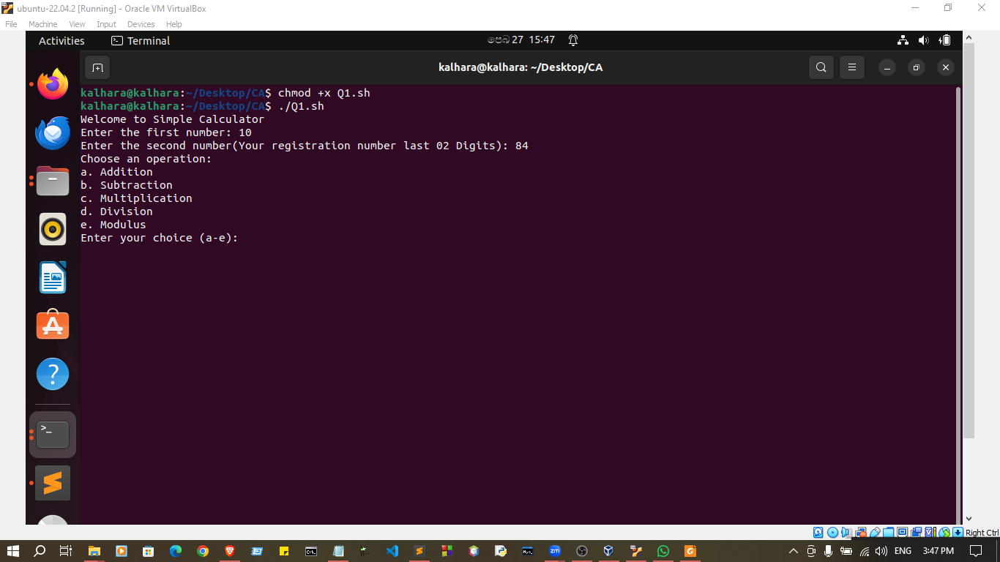 ubuntu-22.04.2 [Running] - Oracle VM VirtualBox
File Machine View Input Devices Help
Activities Terminal පෙබ 27 15:47
kalhara@kalhara: ~/Desktop/CA
kalhara@kalhara:~/Desktop/CA$ chmod +x Q1.sh
kalhara@kalhara:~/Desktop/CA$ ./Q1.sh
Welcome to Simple Calculator
Enter the first number: 10
Enter the second number(Your registration number last 02 Digits): 84
Choose an operation:
a. Addition
b. Subtraction
c. Multiplication
d. Division
e. Modulus
Enter your choice (a-e):
Right Ctrl
ENG 3:47 PM